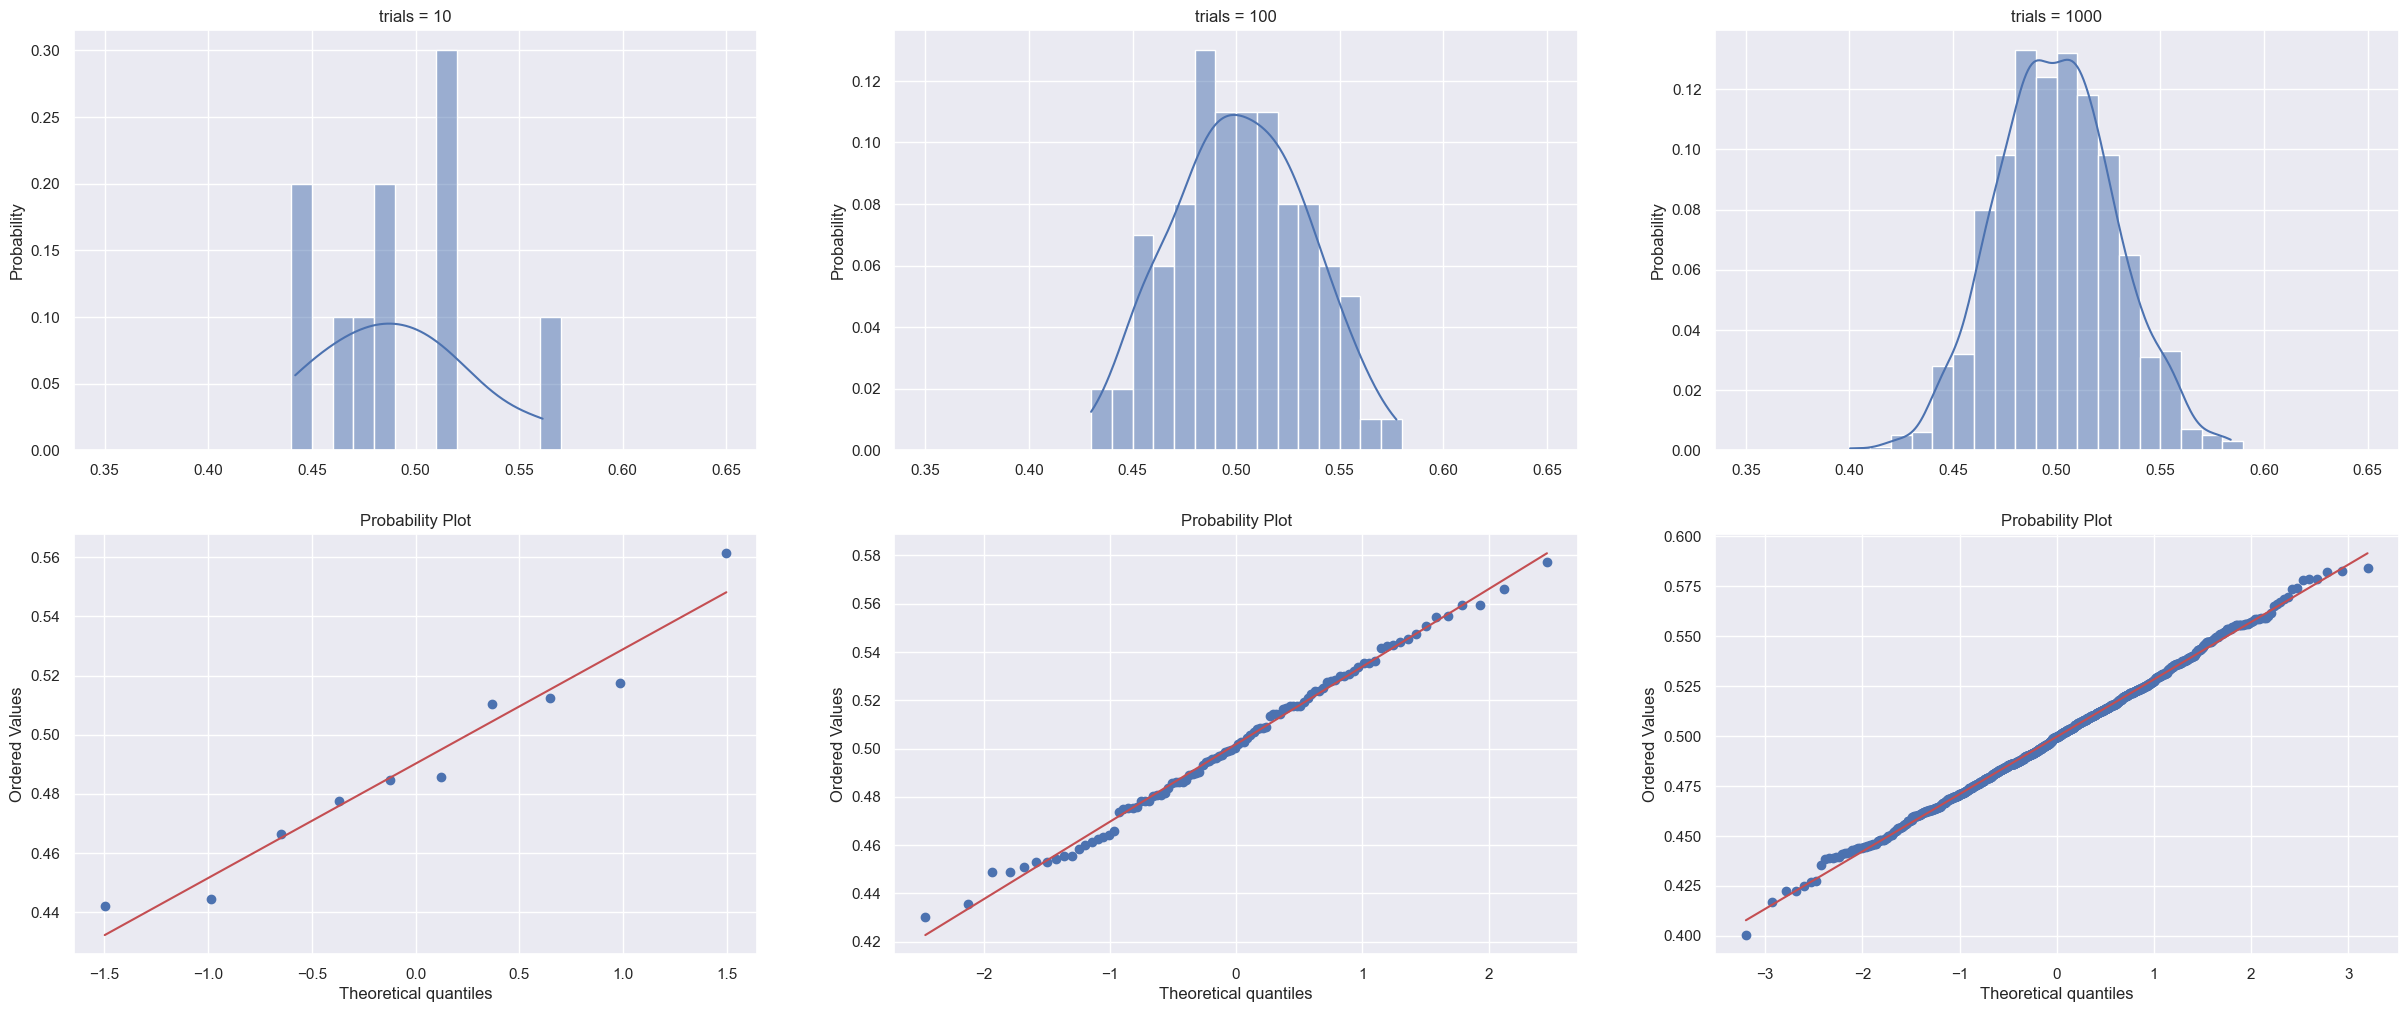 trials = 10
trials = 100
trials = 1000
Probability
0.30
0.25
0.20
0.15
0.10
0.05
0.00
0.35 0.40 0.45 0.50 0.55 0.60 0.65
Probability
0.12
0.10
0.08
0.06
0.04
0.02
0.00
0.35 0.40 0.45 0.50 0.55 0.60 0.65
Probability
0.12
0.10
0.08
0.06
0.04
0.02
0.00
0.35 0.40 0.45 0.50 0.55 0.60 0.65
Probability Plot
Ordered Values
0.56
0.54
0.52
0.50
0.48
0.46
0.44
−1.5 −1.0 −0.5 0.0 0.5 1.0 1.5
Theoretical quantiles
Probability Plot
Ordered Values
0.58
0.56
0.54
0.52
0.50
0.48
0.46
0.44
0.42
−2 −1 0 1 2
Theoretical quantiles
Probability Plot
Ordered Values
0.600
0.575
0.550
0.525
0.500
0.475
0.450
0.425
0.400
−3 −2 −1 0 1 2 3
Theoretical quantiles